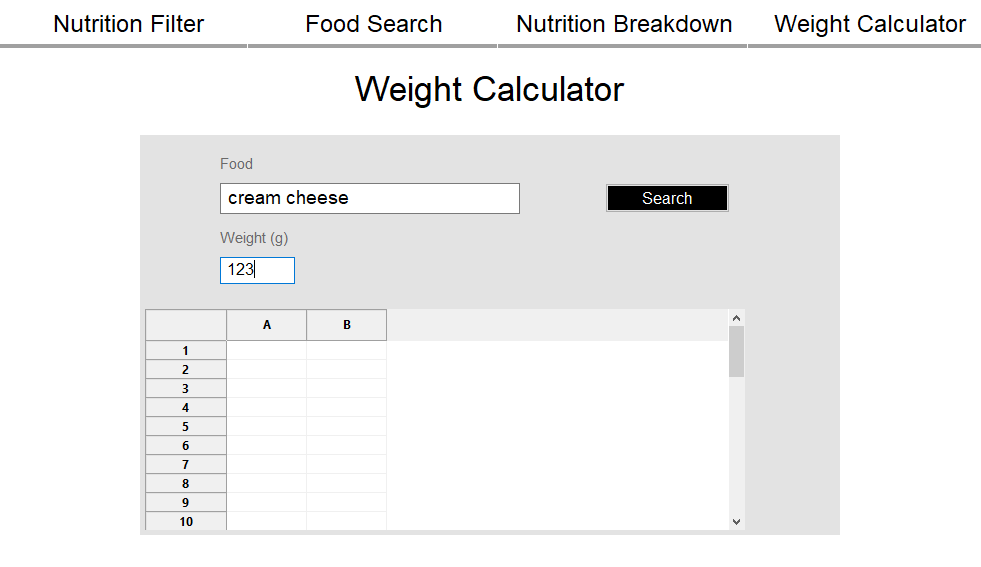 Nutrition Filter Food Search Nutrition Breakdown Weight Calculator
Weight Calculator
Food
cream cheese Search
Weight (g)
123
A B
1
2
3
4
5
6
7
8
9
10